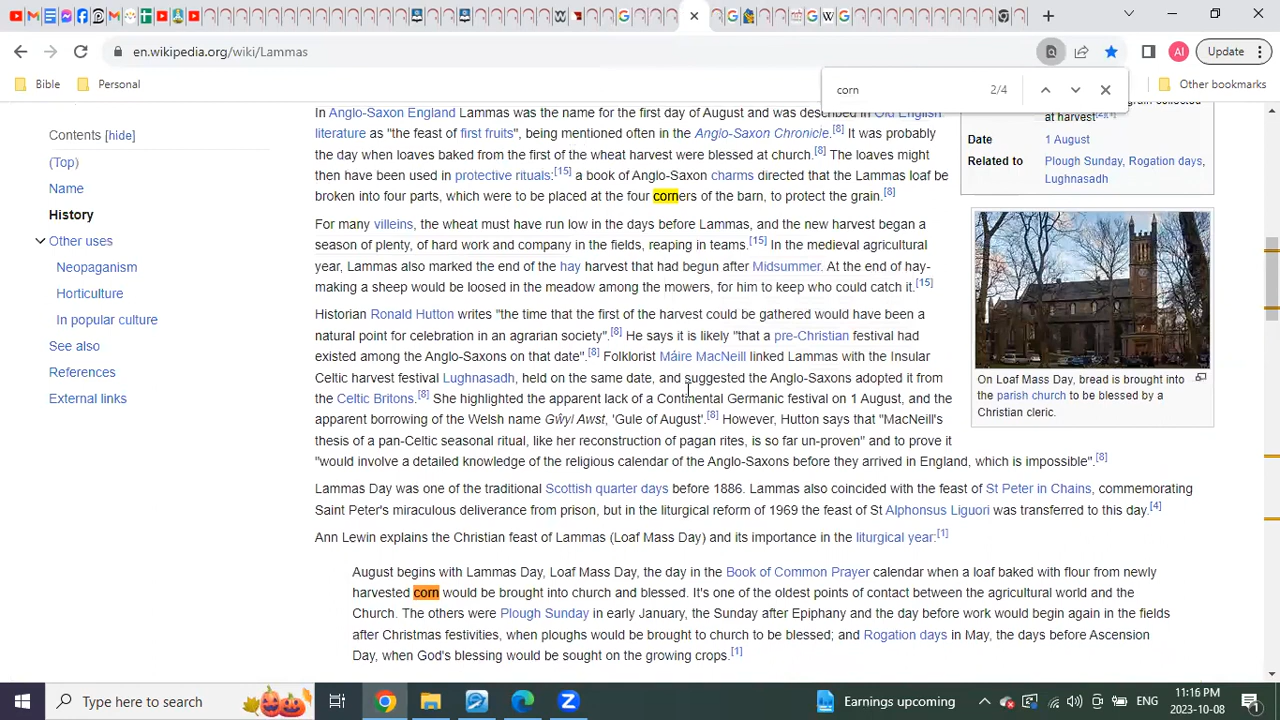 en.wikipedia.org/wiki/Lammas
Update
Bible
Personal
Other bookmarks
corn
2/4
Contents [hide]
(Top)
Name
History
Other uses
Neopaganism
Horticulture
In popular culture
See also
References
External links
In Anglo-Saxon England Lammas was the name for the first day of August and was described in Old English
literature as "the feast of first fruits", being mentioned often in the Anglo-Saxon Chronicle.[8] It was probably
the day when loaves baked from the first of the wheat harvest were blessed at church.[8] The loaves might
then have been used in protective rituals:[15] a book of Anglo-Saxon charms directed that the Lammas loaf be
broken into four parts, which were to be placed at the four corners of the barn, to protect the grain.[8]
For many villeins, the wheat must have run low in the days before Lammas, and the new harvest began a
season of plenty, of hard work and company in the fields, reaping in teams.[15] In the medieval agricultural
year, Lammas also marked the end of the hay harvest that had begun after Midsummer. At the end of hay-
making a sheep would be loosed in the meadow among the mowers, for him to keep who could catch it.[15]
Historian Ronald Hutton writes "the time that the first of the harvest could be gathered would have been a
natural point for celebration in an agrarian society".[8] He says it is likely "that a pre-Christian festival had
existed among the Anglo-Saxons on that date".[8] Folklorist Máire MacNeill linked Lammas with the Insular
Celtic harvest festival Lughnasadh, held on the same date, and suggested the Anglo-Saxons adopted it from
the Celtic Britons.[8] She highlighted the apparent lack of a Continental Germanic festival on 1 August, and the
apparent borrowing of the Welsh name Gŵyl Awst, 'Gule of August'.[8] However, Hutton says that "MacNeill's
thesis of a pan-Celtic seasonal ritual, like her reconstruction of pagan rites, is so far un-proven" and to prove it
"would involve a detailed knowledge of the religious calendar of the Anglo-Saxons before they arrived in England, which is impossible".[8]
Lammas Day was one of the traditional Scottish quarter days before 1886. Lammas also coincided with the feast of St Peter in Chains, commemorating
Saint Peter's miraculous deliverance from prison, but in the liturgical reform of 1969 the feast of St Alphonsus Liguori was transferred to this day.[4]
Ann Lewin explains the Christian feast of Lammas (Loaf Mass Day) and its importance in the liturgical year:[1]
August begins with Lammas Day, Loaf Mass Day, the day in the Book of Common Prayer calendar when a loaf baked with flour from newly
harvested corn would be brought into church and blessed. It's one of the oldest points of contact between the agricultural world and the
Church. The others were Plough Sunday in early January, the Sunday after Epiphany and the day before work would begin again in the fields
after Christmas festivities, when ploughs would be brought to church to be blessed; and Rogation days in May, the days before Ascension
Day, when God's blessing would be sought on the growing crops.[1]
at harvest
Date
1 August
Related to
Plough Sunday, Rogation days,
Lughnasadh
On Loaf Mass Day, bread is brought into
the parish church to be blessed by a
Christian cleric.
Type here to search
Earnings upcoming
ENG
11:16 PM
2023-10-08